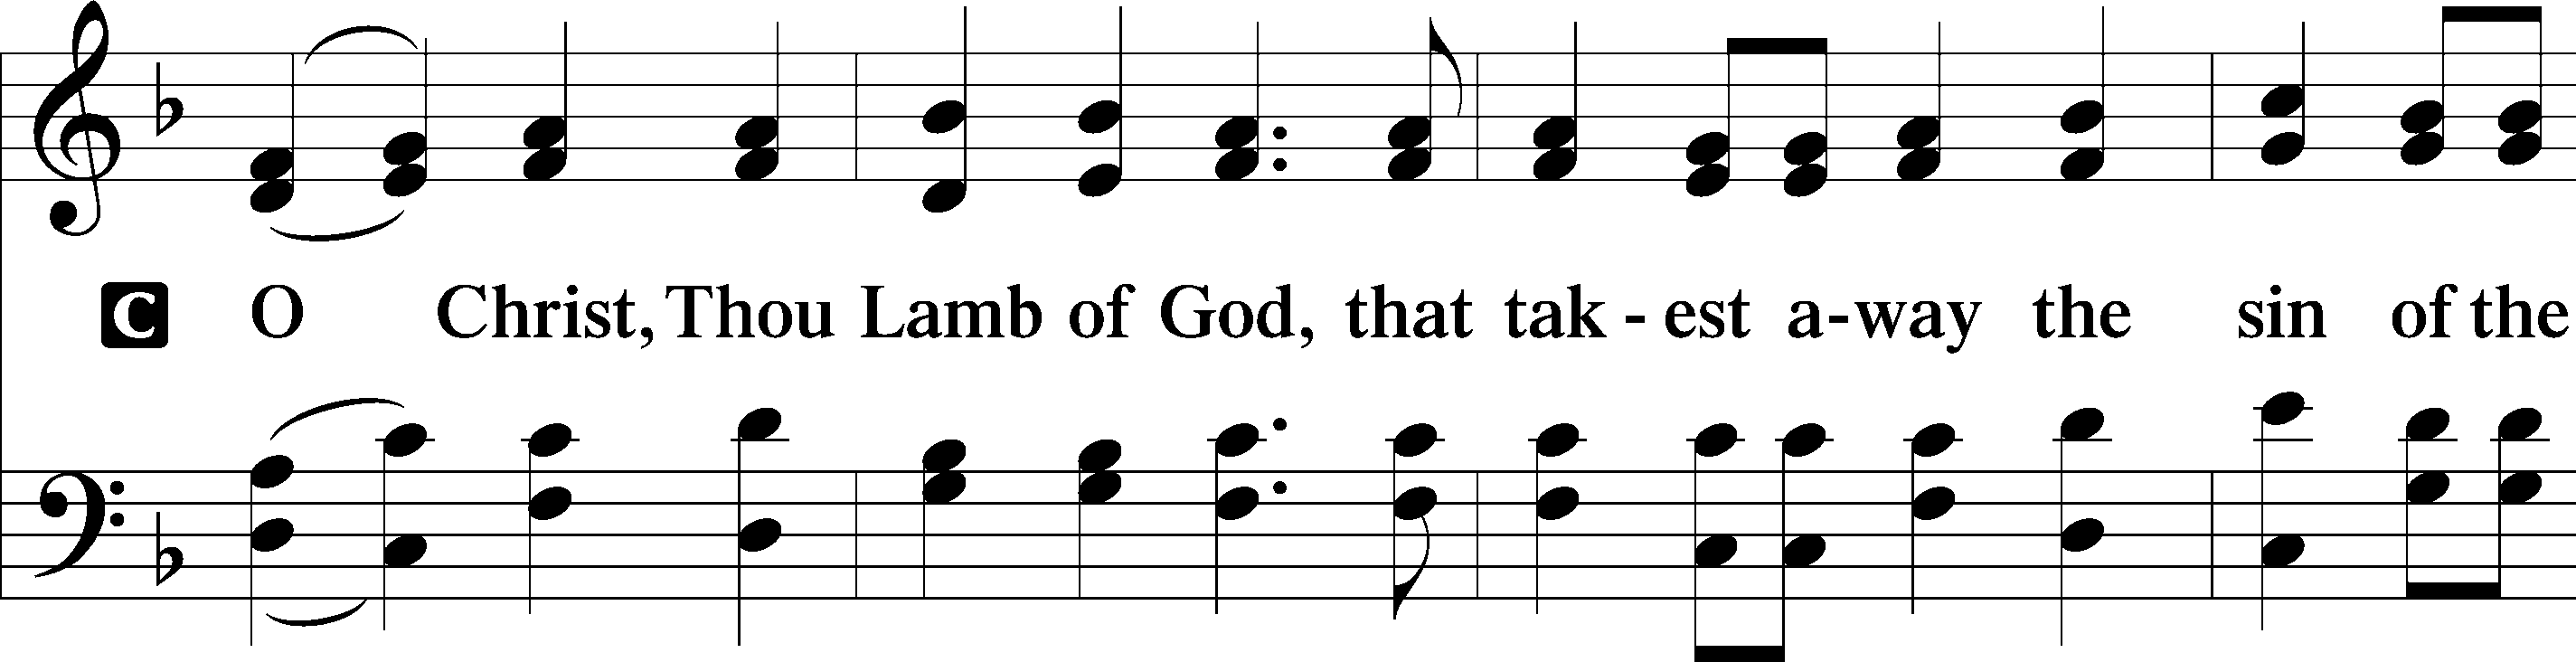 C O Christ, Thou Lamb of God, that tak - est a-way the sin of the